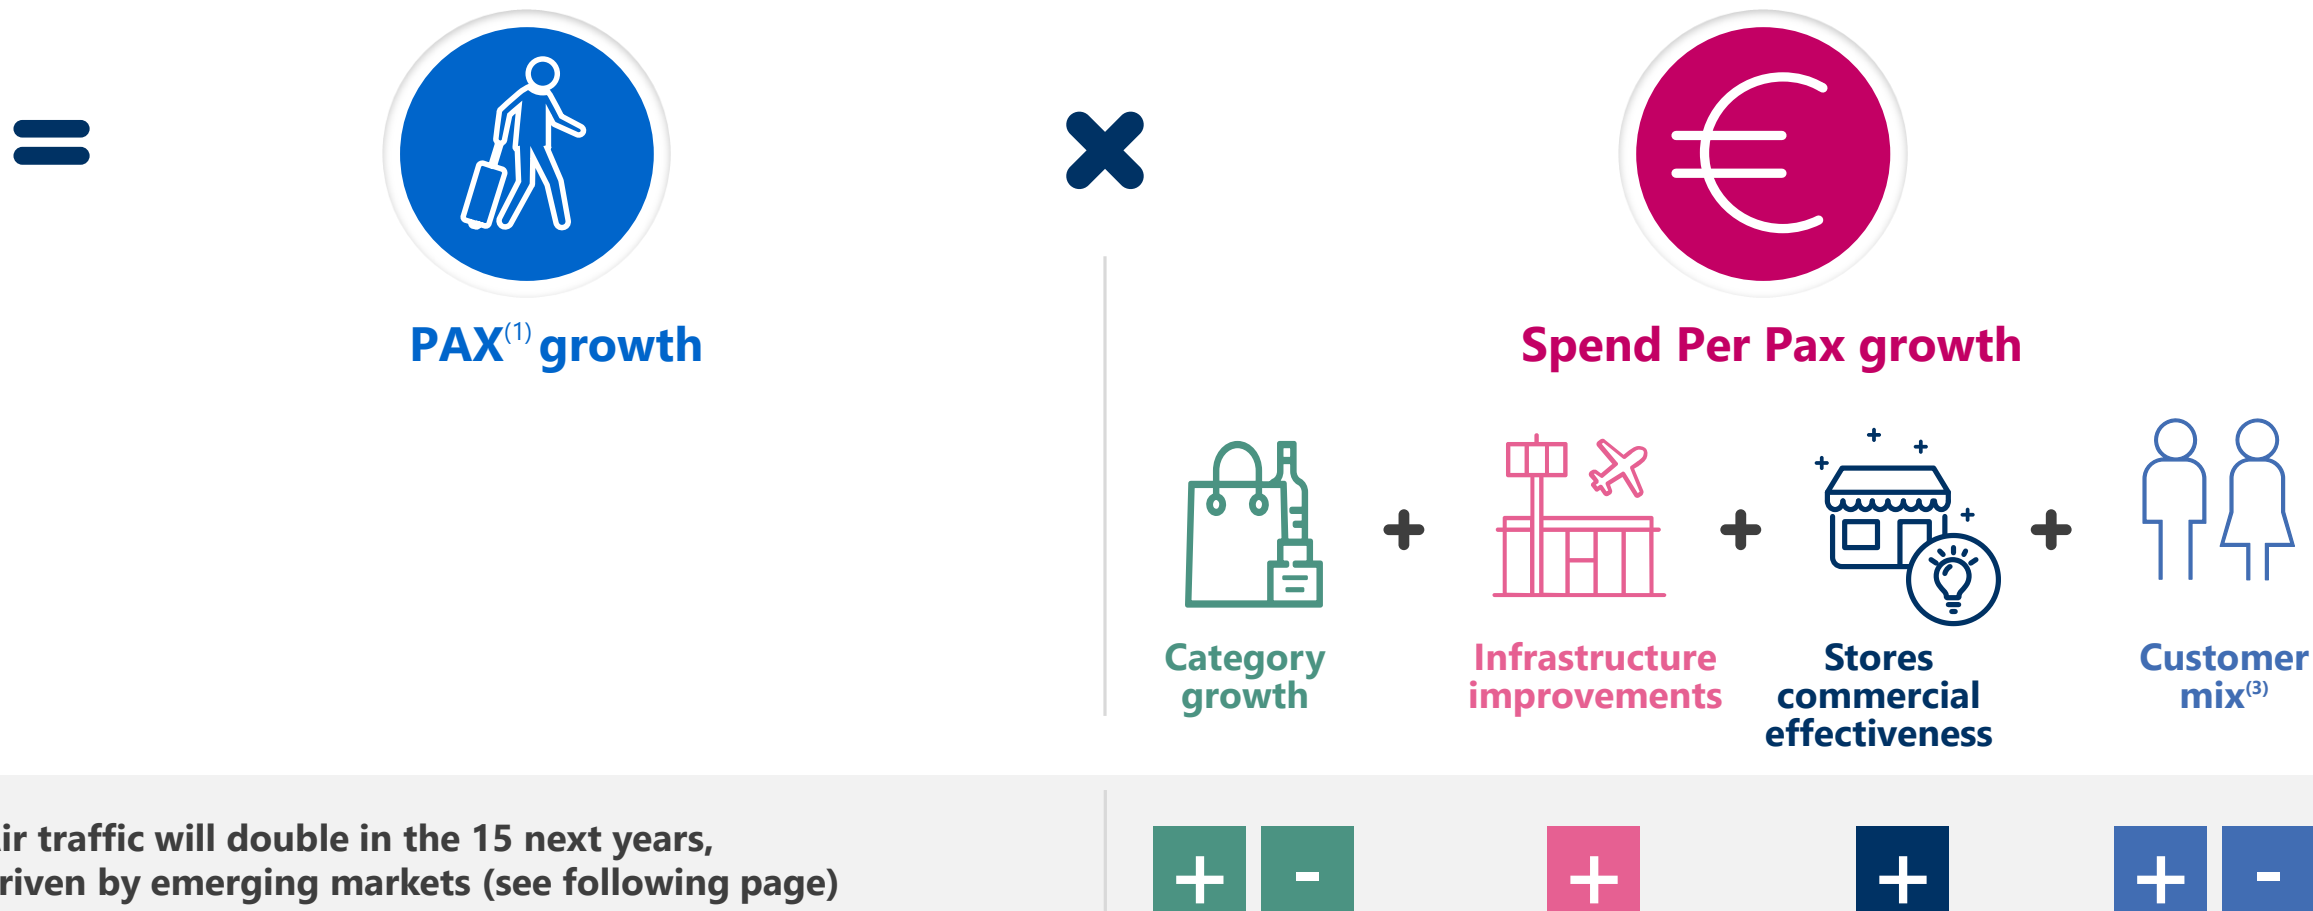 =
×
PAX(1) growth
Spend Per Pax growth
+ + +
Category
growth
Infrastructure
improvements
Stores
commercial
effectiveness
Customer
mix(3)
ir traffic will double in the 15 next years,
riven by emerging markets (see following page)
+ - + + + -